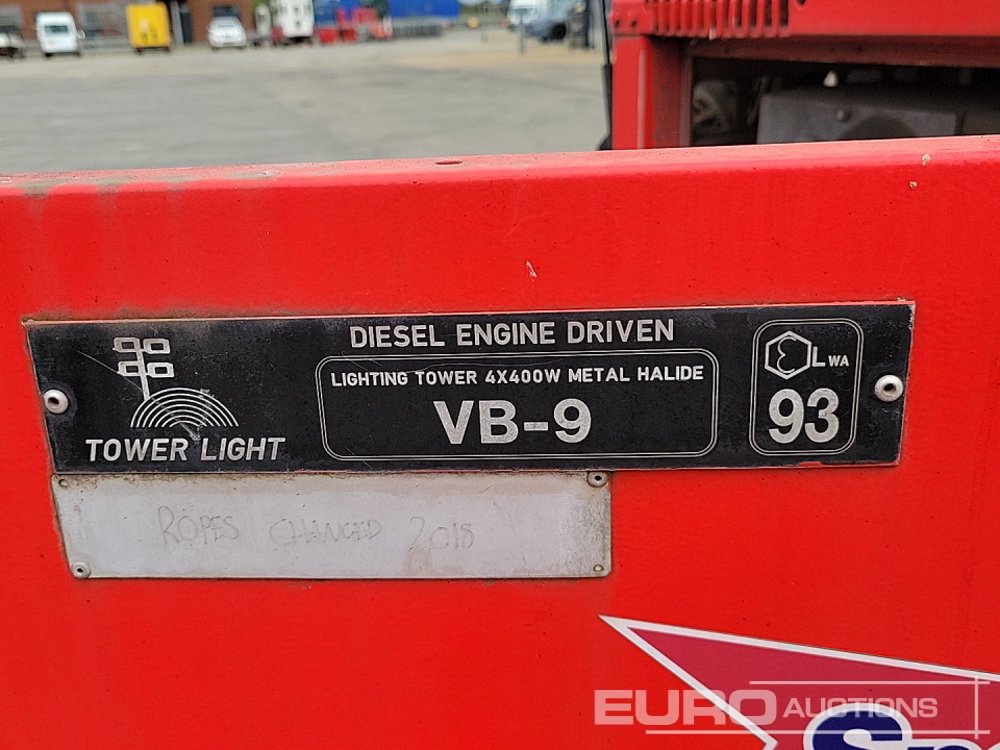 DIESEL ENGINE DRIVEN
LIGHTING TOWER 4X400W METAL HALIDE
VB-9
TOWER LIGHT
LWA
93
ROPES CHANGED 2018
EURO AUCTIONS